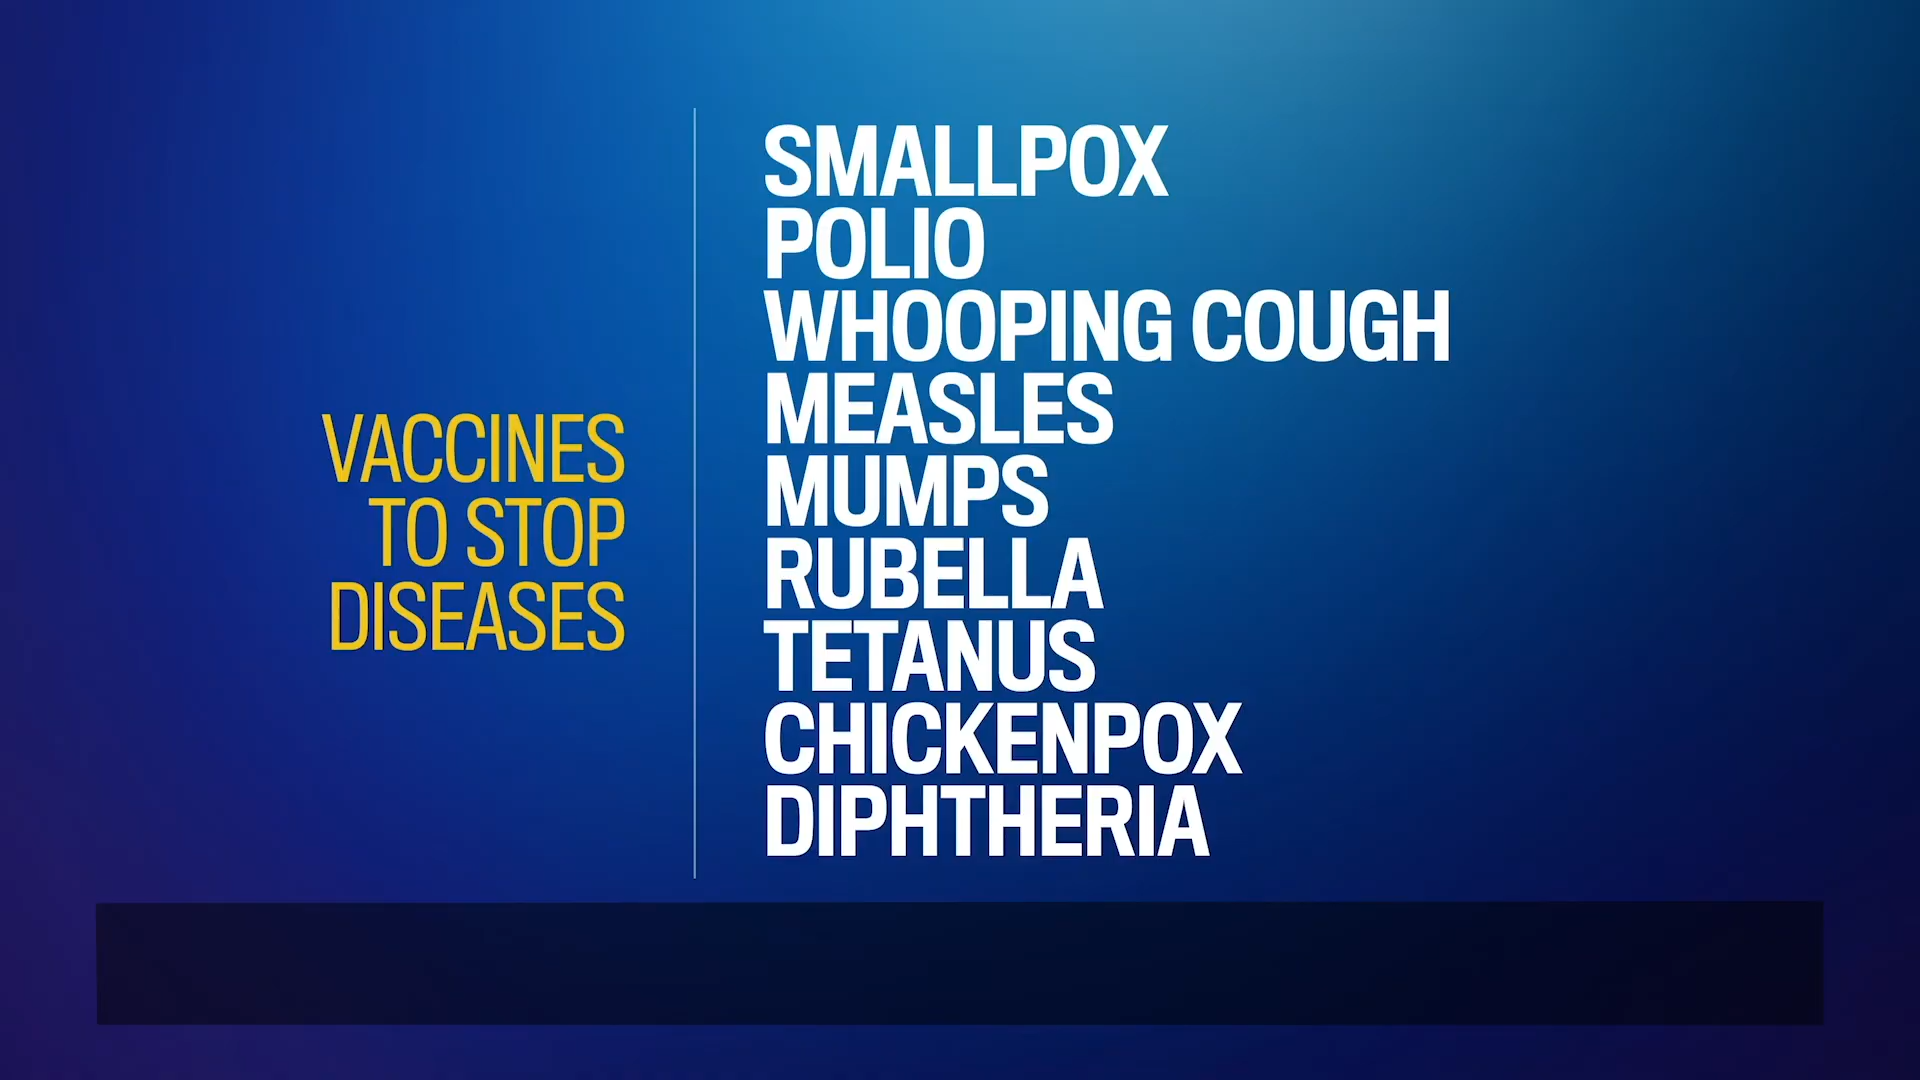 VACCINES
TO STOP
DISEASES
SMALLPOX
POLIO
WHOOPING COUGH
MEASLES
MUMPS
RUBELLA
TETANUS
CHICKENPOX
DIPHTHERIA